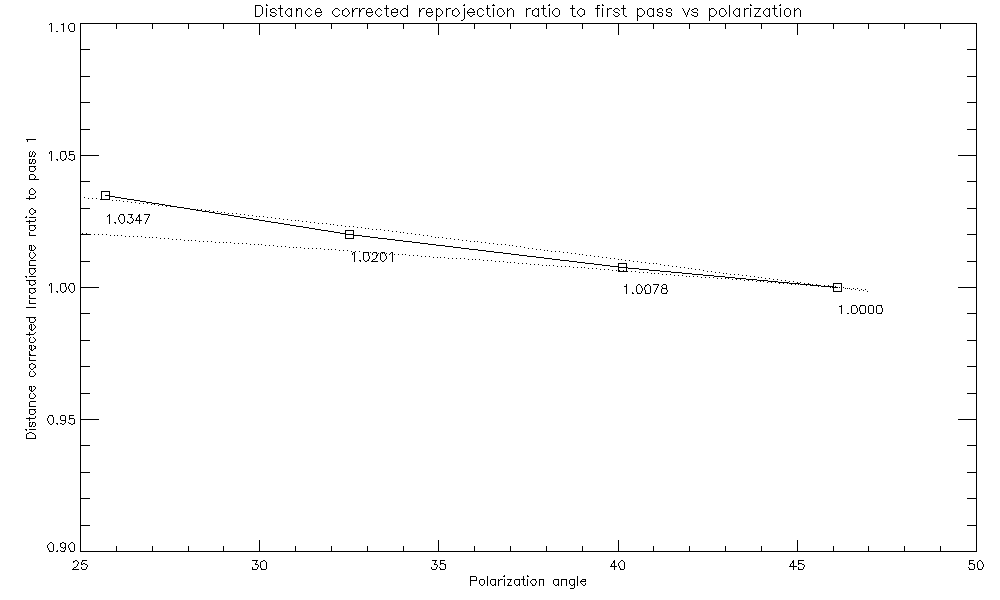 Distance corrected reprojection ratio to first pass vs polarization
Distance corrected Irradiance ratio to pass 1
1.10
1.05
1.00
0.95
0.90
1.0347
1.0201
1.0078
1.0000
25 30 35 40 45 50
Polarization angle